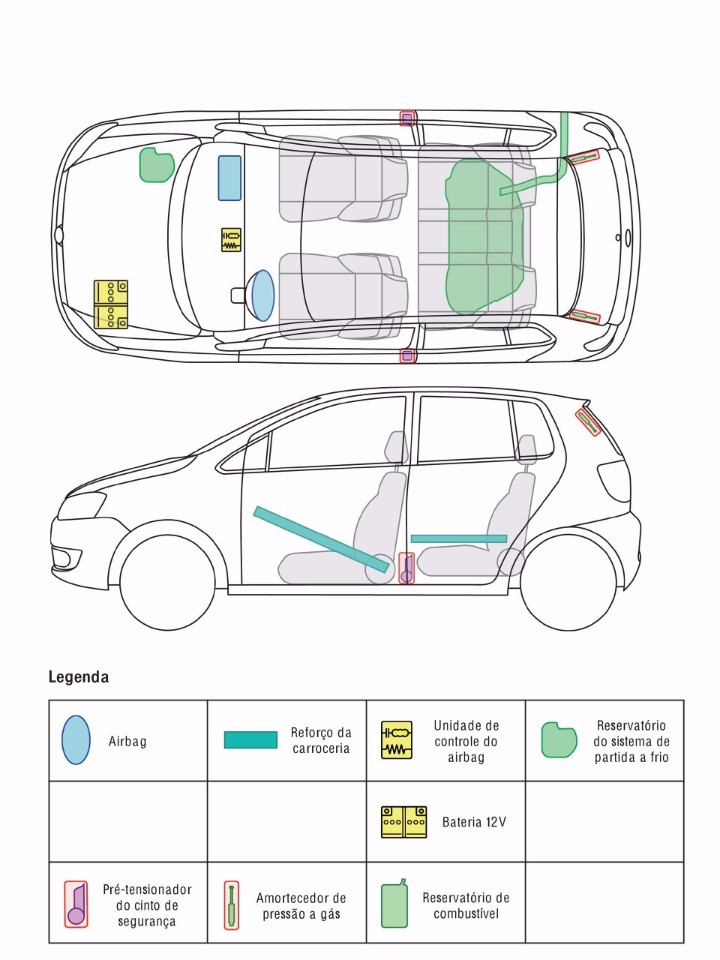 Legenda
Airbag
Reforço da
carroceria
Unidade de
controle do
airbag
Reservatório
do sistema de
partida a frio
Bateria 12V
Pré-tensionador
do cinto de
segurança
Amortecedor de
pressão a gás
Reservatório de
combustível